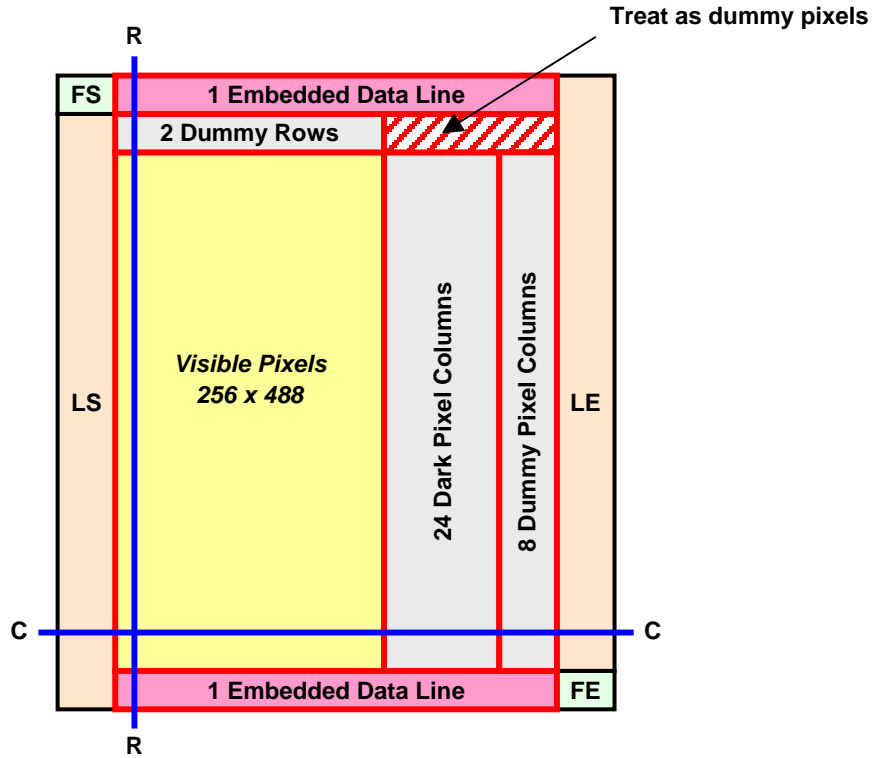 Treat as dummy pixels
R
FS
1 Embedded Data Line
2 Dummy Rows
Visible Pixels
256 x 488
24 Dark Pixel Columns
8 Dummy Pixel Columns
LS
LE
C
C
1 Embedded Data Line
FE
R